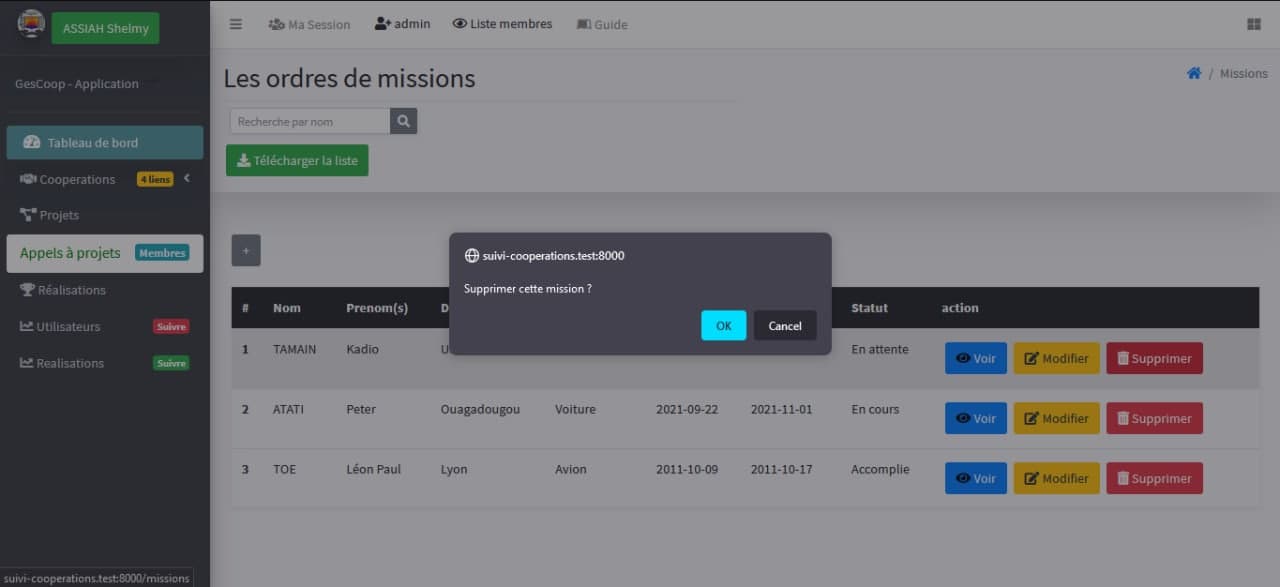 ASSIAH Shelmy
Ma Session admin Liste membres Guide
GesCoop - Application
Les ordres de missions
/ Missions
Recherche par nom
Télécharger la liste
Tableau de bord
Cooperations 4 liens
Projets
Appels à projets Membres
Réalisations
Utilisateurs Suivre
Realisations Suivre
+
suivi-cooperations.test:8000
Supprimer cette mission ?
OK Cancel
# Nom Prenom(s) D Statut action
1 TAMAIN Kadio U En attente Voir Modifier Supprimer
2 ATATI Peter Ouagadougou Voiture 2021-09-22 2021-11-01 En cours Voir Modifier Supprimer
3 TOE Léon Paul Lyon Avion 2011-10-09 2011-10-17 Accomplie Voir Modifier Supprimer
suivi-cooperations.test:8000/missions